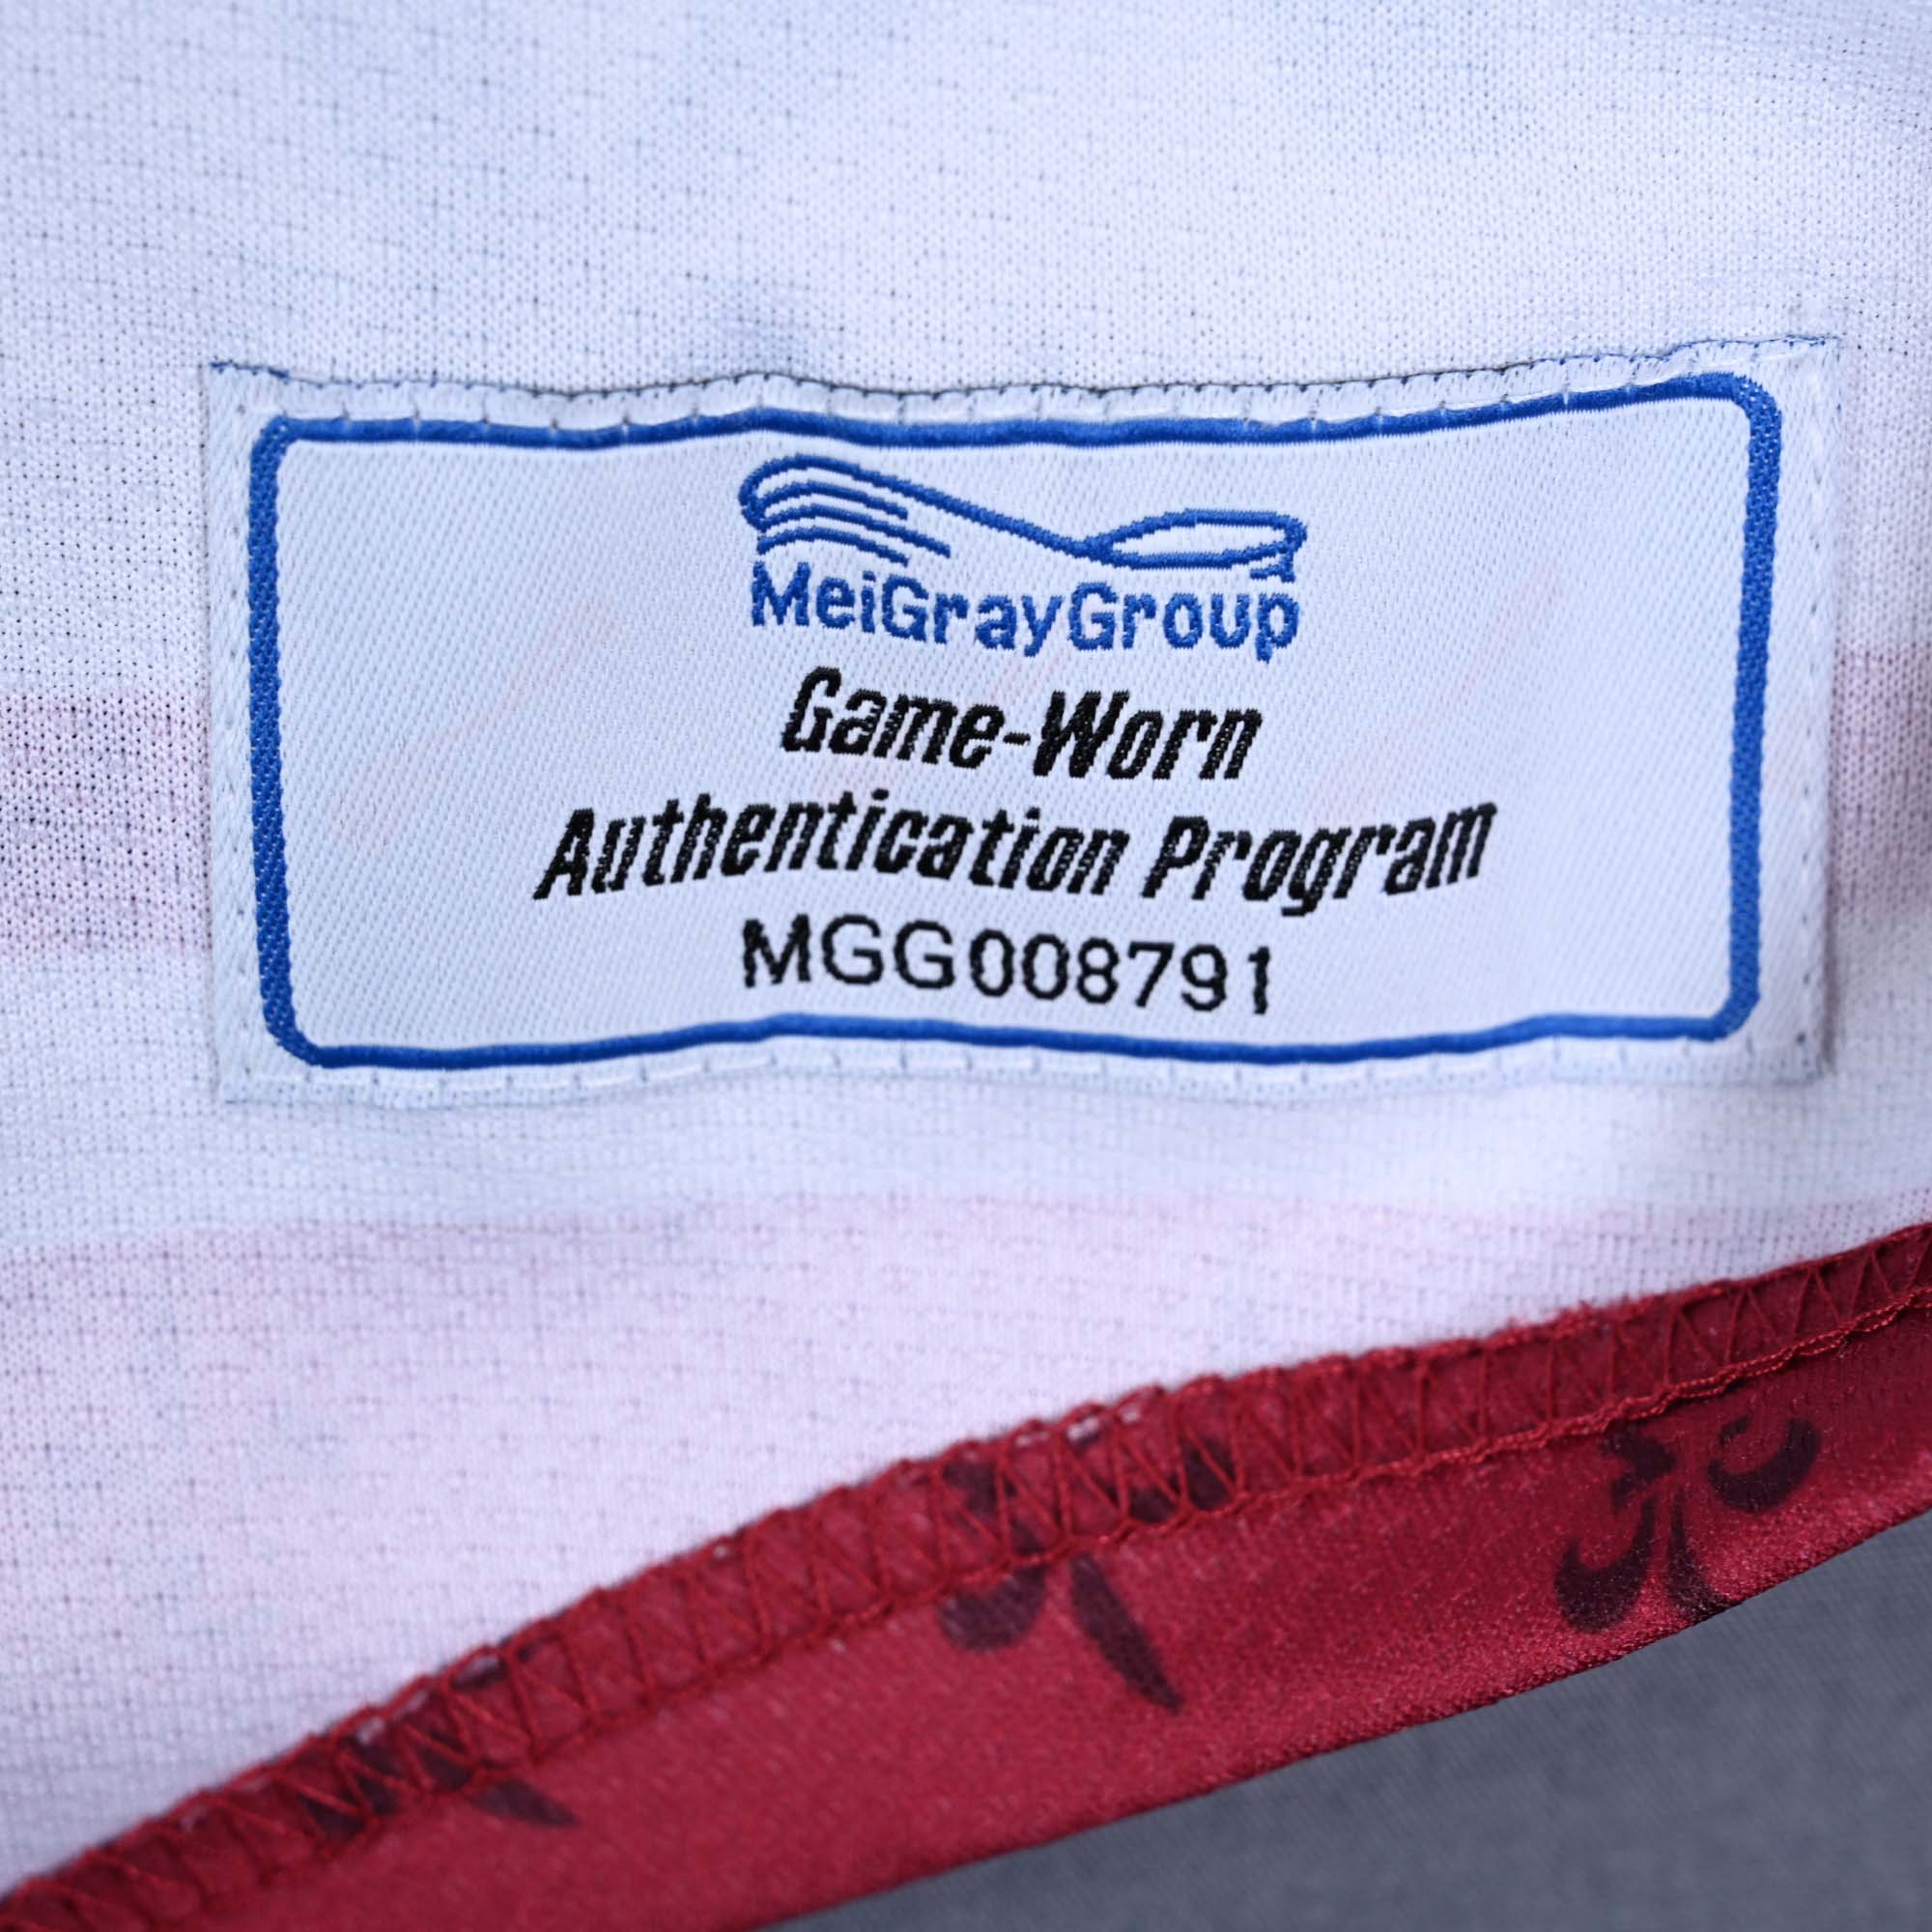 MeiGrayGroup
Game-Worn
Authentication Program
MGG008791